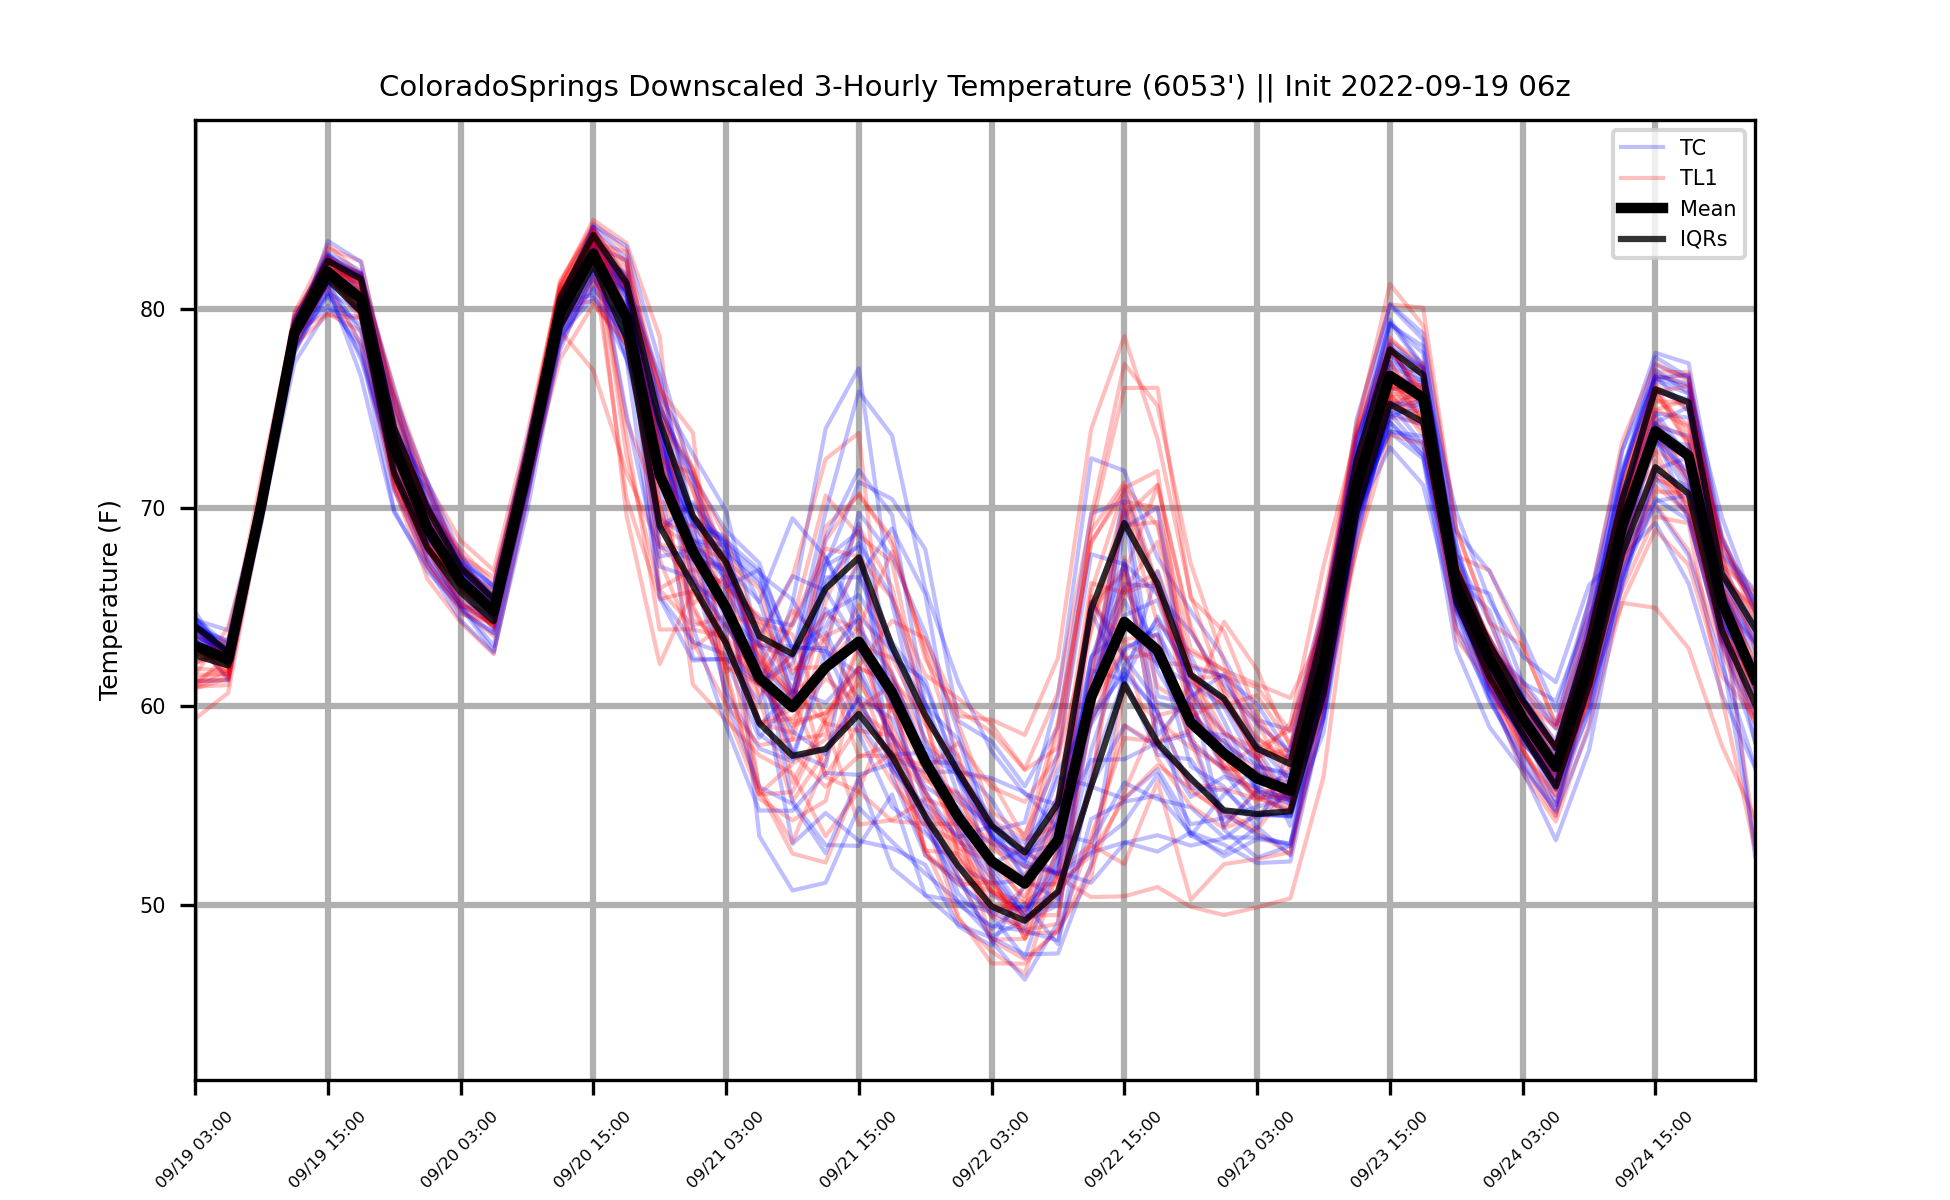 ColoradoSprings Downscaled 3-Hourly Temperature (6053') || Init 2022-09-19 06z
TC
TL1
Mean
IQRs
Temperature (F)
80
70
60
50
09/19 03:00
09/19 15:00
09/20 03:00
09/20 15:00
09/21 03:00
09/21 15:00
09/22 03:00
09/22 15:00
09/23 03:00
09/23 15:00
09/24 03:00
09/24 15:00